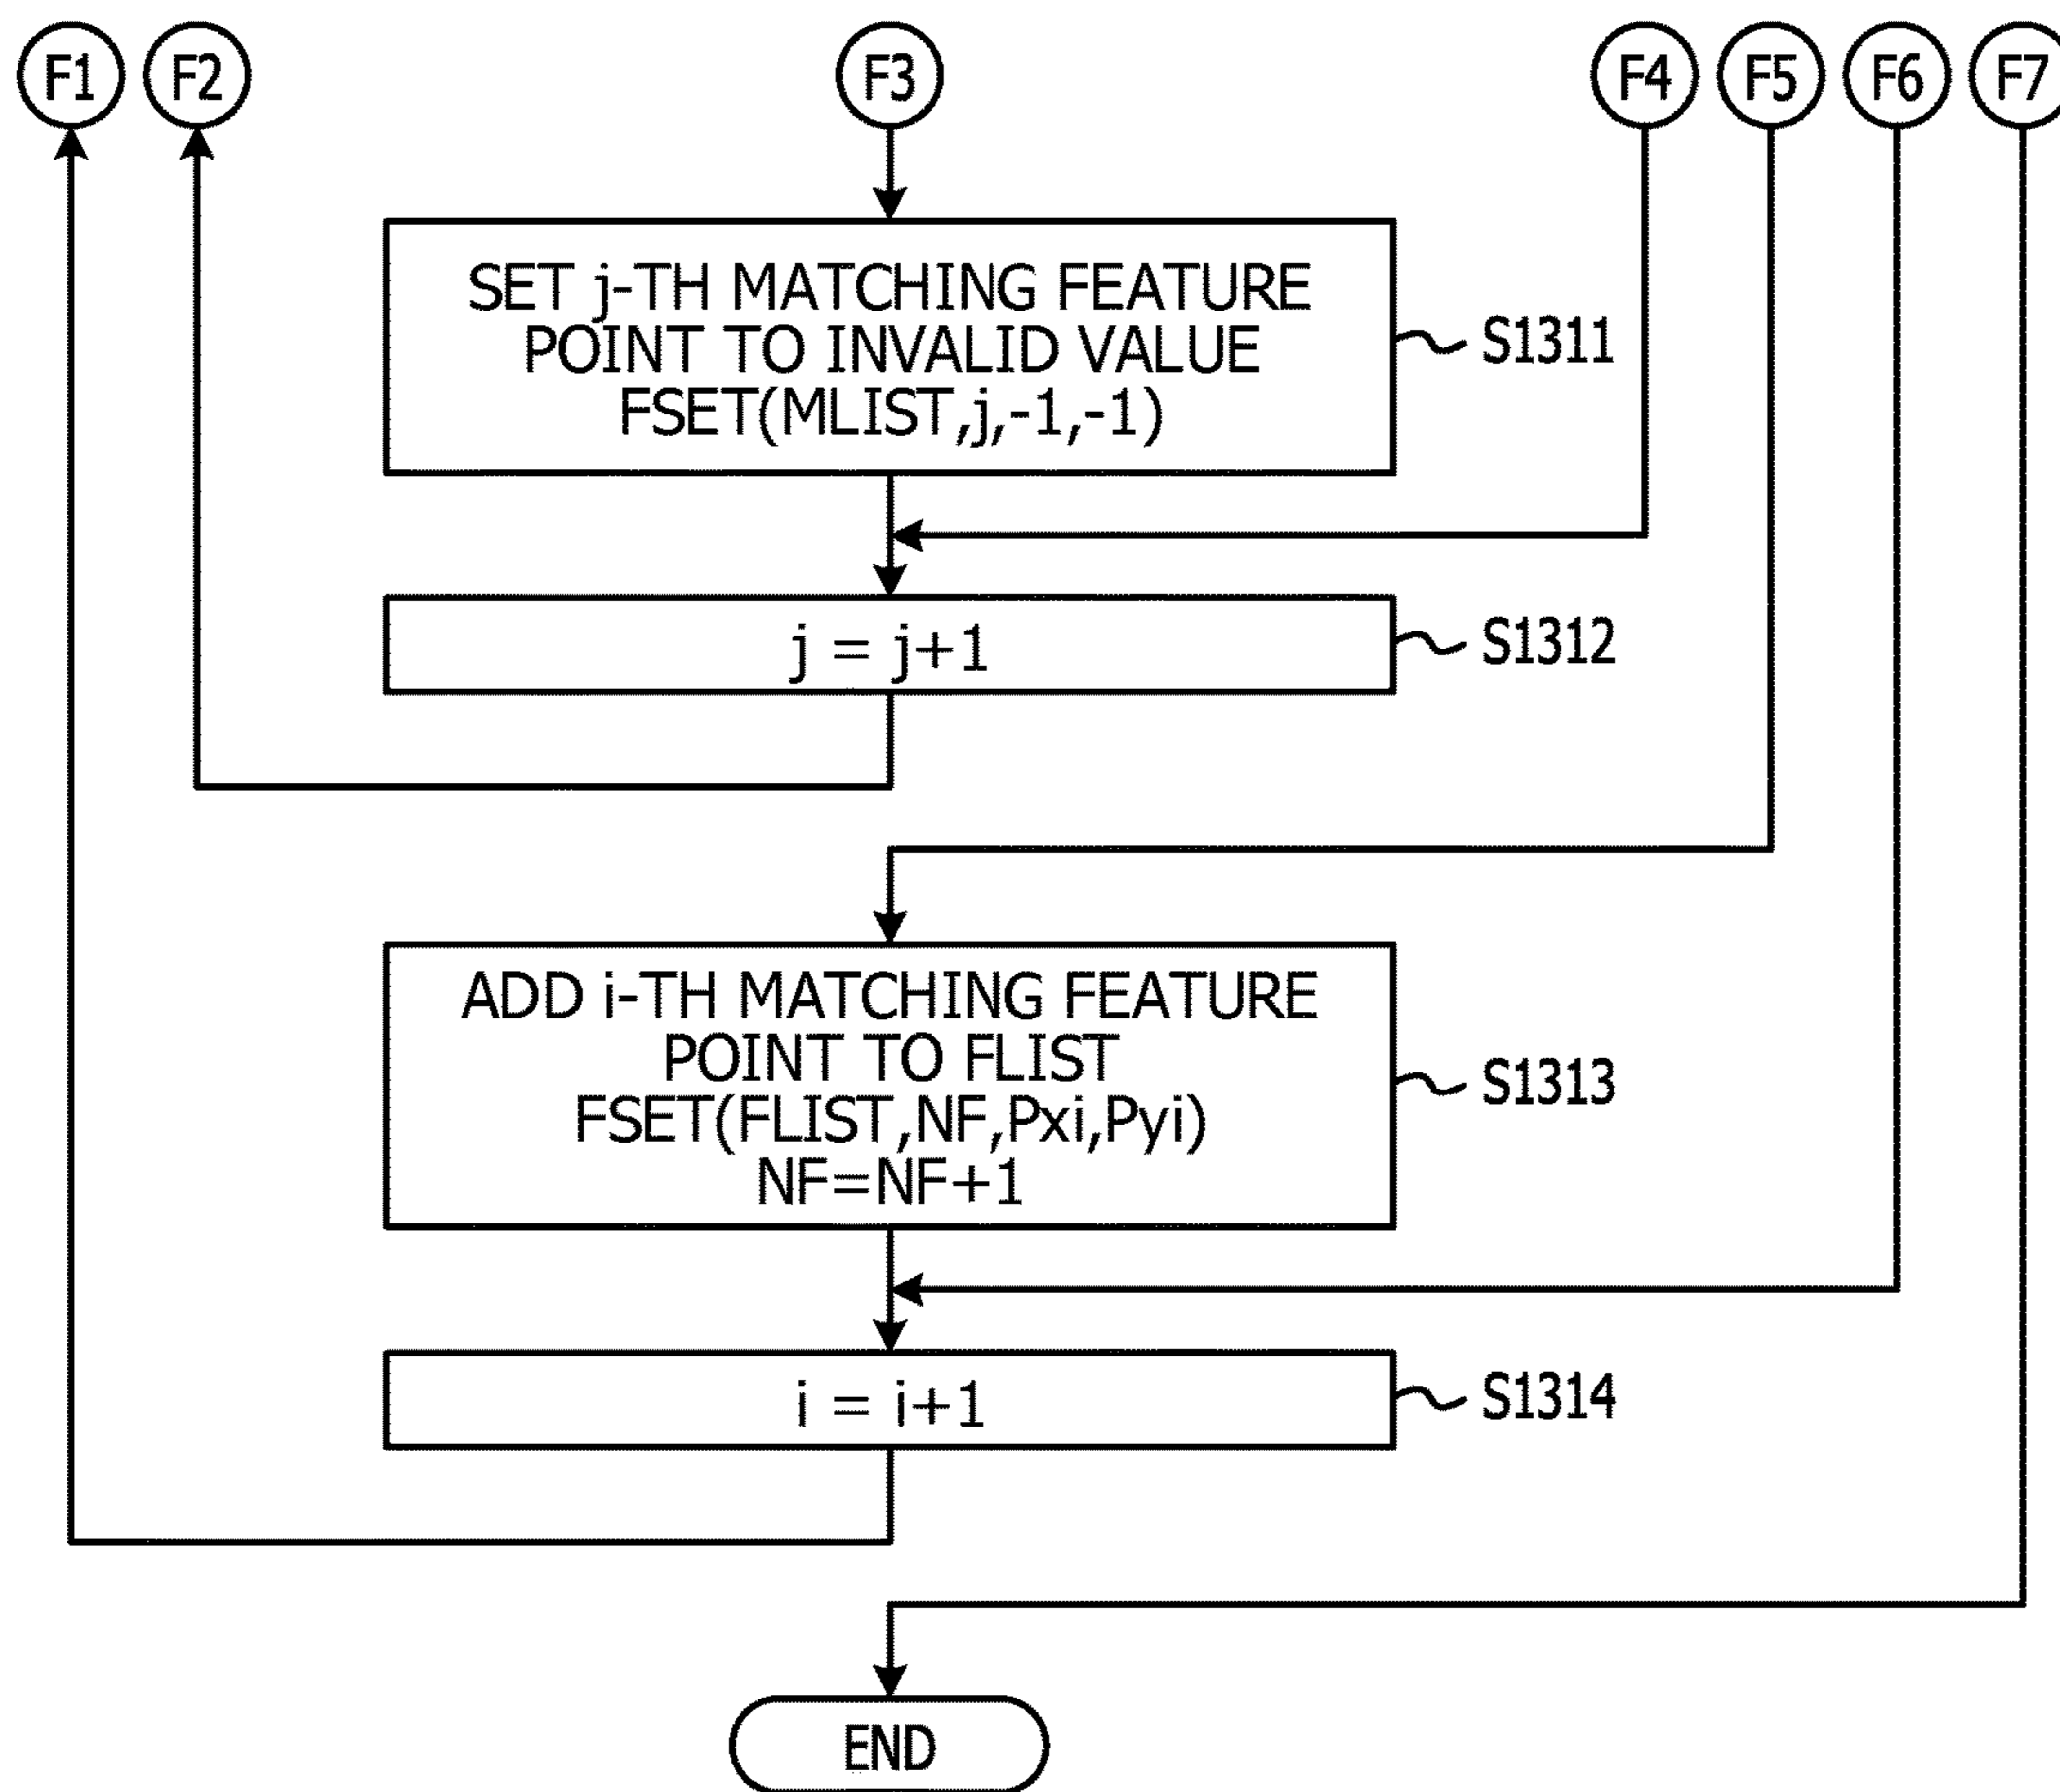 F1 F2 F3 F4 F5 F6 F7
SET j-TH MATCHING FEATURE
POINT TO INVALID VALUE
FSET(MLIST,j,-1,-1)
S1311
j = j+1
S1312
ADD i-TH MATCHING FEATURE
POINT TO FLIST
FSET(FLIST,NF,Pxi,Pyi)
NF=NF+1
S1313
i = i+1
S1314
END